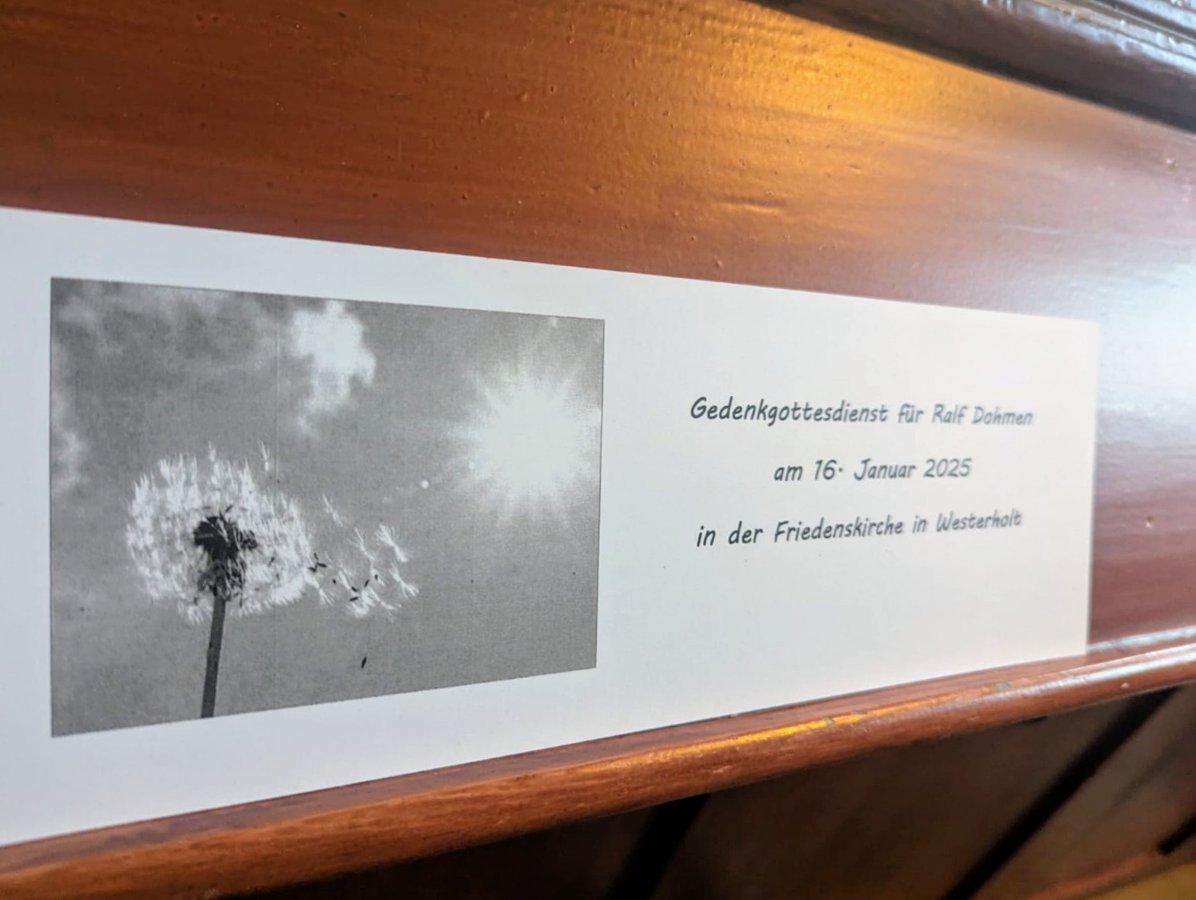 Gedenkgottesdienst für Ralf Dohmen
am 16. Januar 2025
in der Friedenskirche in Westerholt